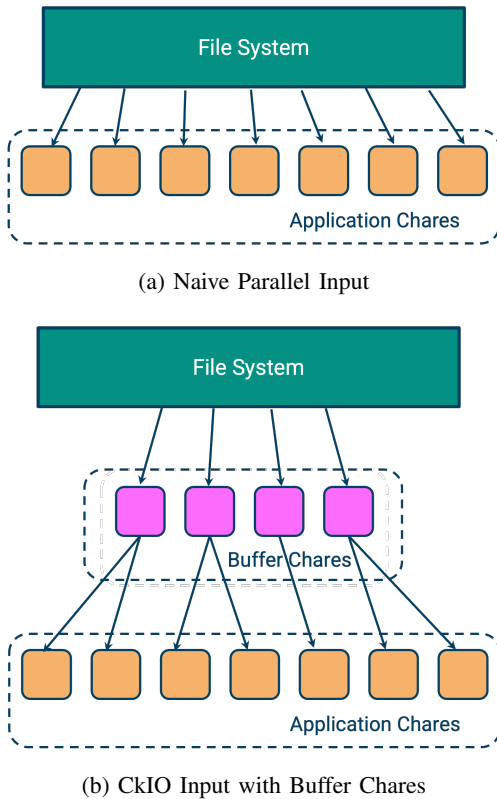 File System
Application Chares
(a) Naive Parallel Input
File System
Buffer Chares
Application Chares
(b) CkIO Input with Buffer Chares